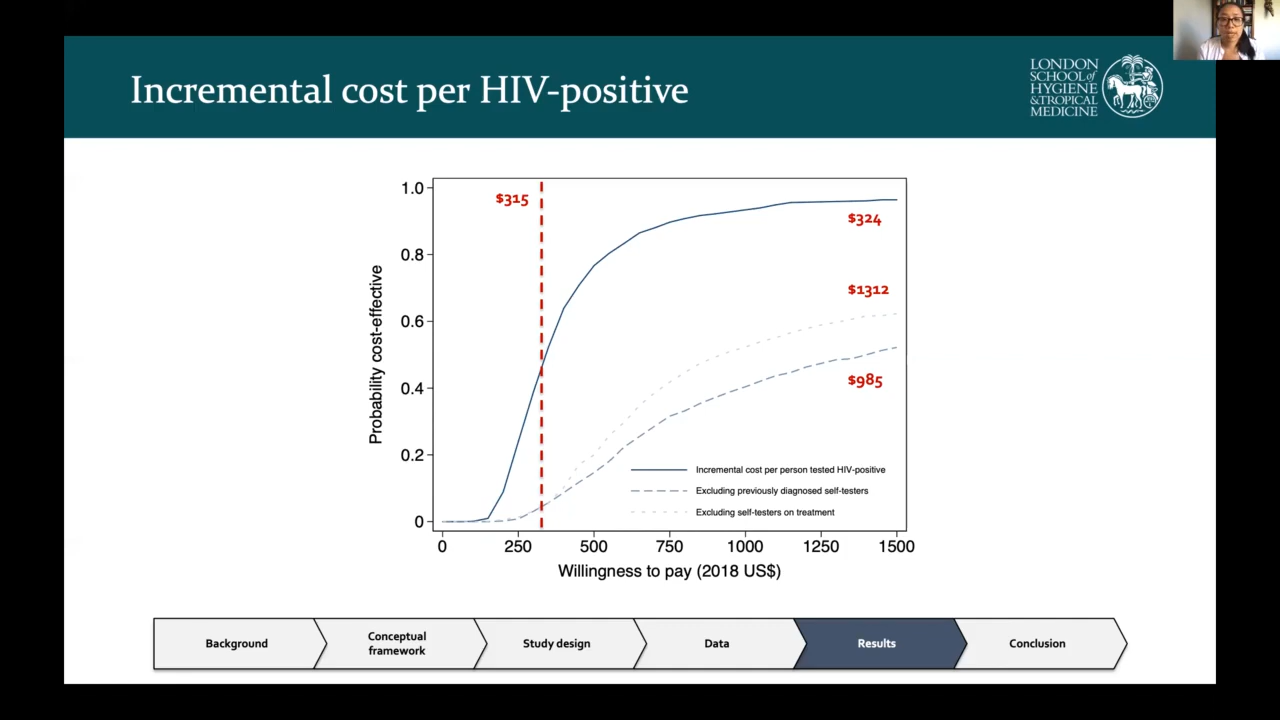 Incremental cost per HIV-positive
LONDON
SCHOOL of
HYGIENE
& TROPICAL
MEDICINE
1.0
0.8
0.6
0.4
0.2
0
Probability cost-effective
$315
$324
$1312
$985
Incremental cost per person tested HIV-positive
Excluding previously diagnosed self-testers
Excluding self-testers on treatment
0 250 500 750 1000 1250 1500
Willingness to pay (2018 US$)
Background
Conceptual
framework
Study design
Data
Results
Conclusion